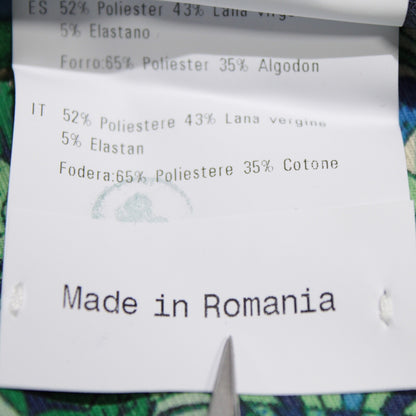 ES 52% Poliester 43% Lana Virgen
5% Elastano
Forro:65% Poliester 35% Algodon
IT 52% Poliestere 43% Lana Vergine
5% Elastan
Fodera:65% Poliestere 35% Cotone
Made in Romania